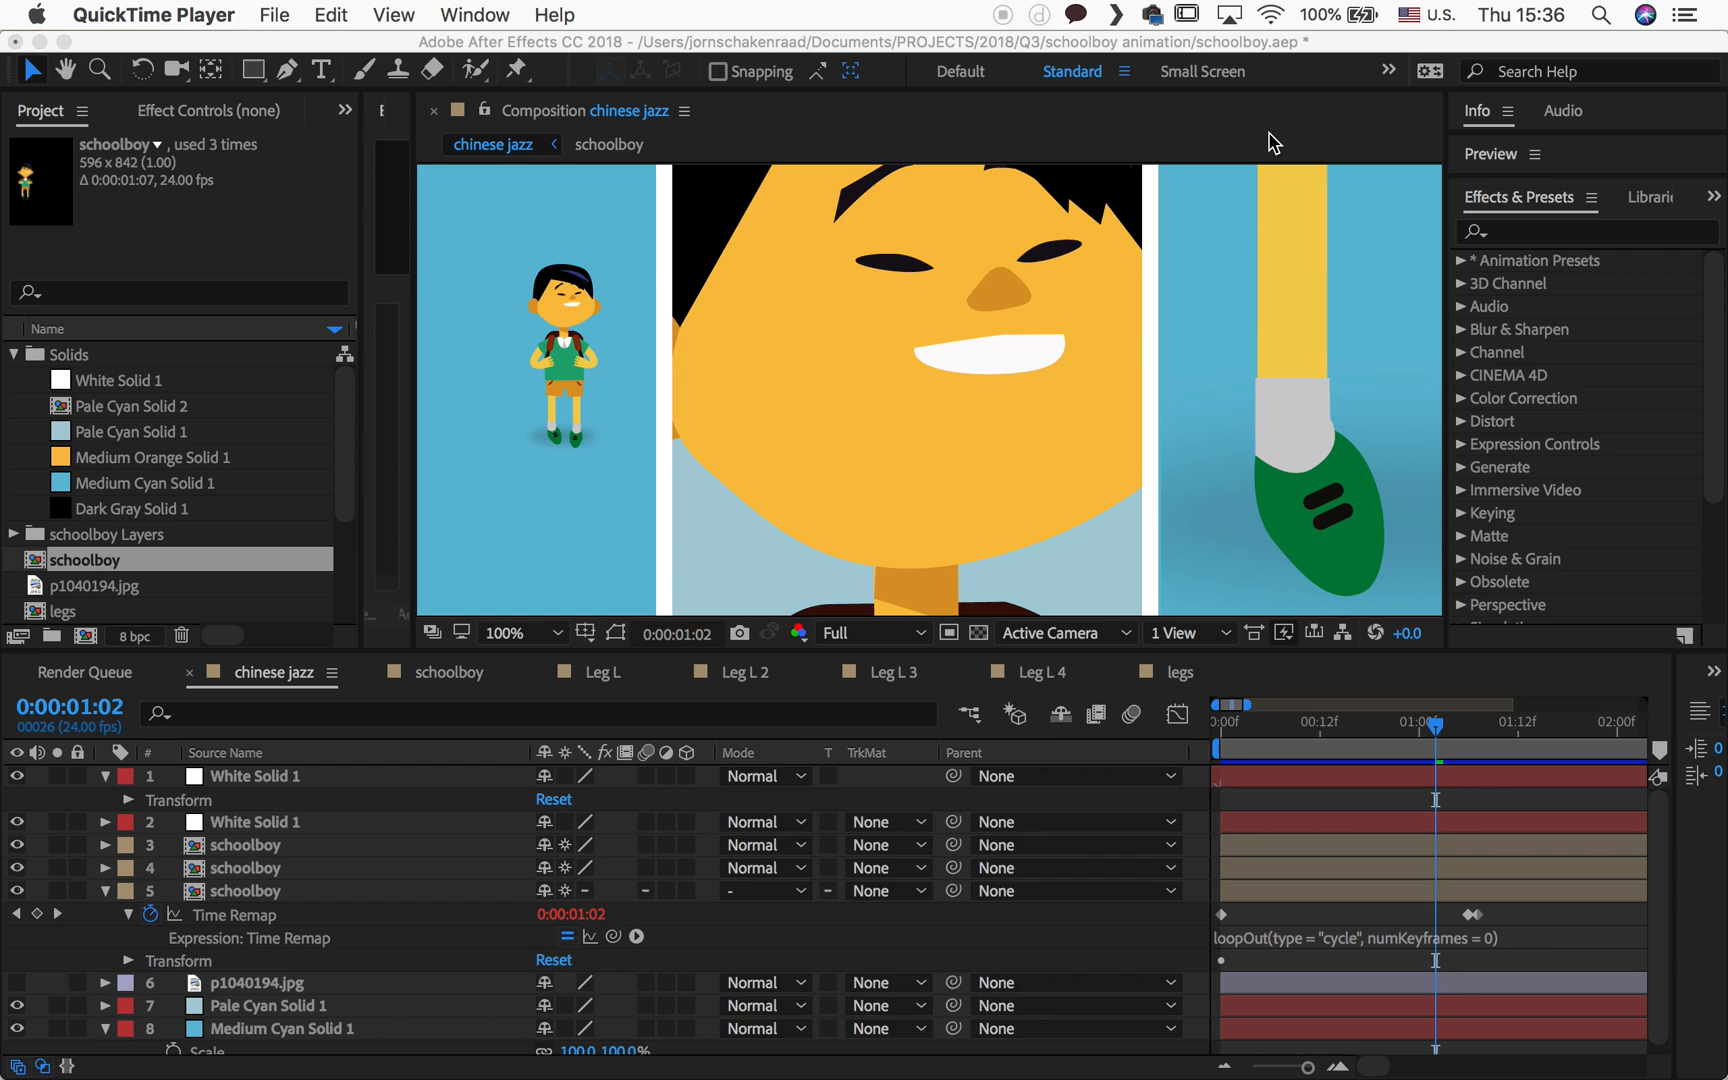 QuickTime Player File Edit View Window Help 100% U.S. Thu 15:36
Adobe After Effects CC 2018 - /Users/jornschakenraad/Documents/PROJECTS/2018/Q3/schoolboy animation/schoolboy.aep *
Snapping Default Standard Small Screen Search Help
Project Effect Controls (none) Composition chinese jazz Info Audio
schoolboy , used 3 times
596 x 842 (1.00)
Δ 0:00:01:07, 24.00 fps
chinese jazz schoolboy
Preview
Effects & Presets
Name
Solids
White Solid 1
Pale Cyan Solid 2
Pale Cyan Solid 1
Medium Orange Solid 1
Medium Cyan Solid 1
Dark Gray Solid 1
schoolboy Layers
schoolboy
p1040194.jpg
legs
8 bpc
* Animation Presets
3D Channel
Audio
Blur & Sharpen
Channel
CINEMA 4D
Color Correction
Distort
Expression Controls
Generate
Immersive Video
Keying
Matte
Noise & Grain
Obsolete
Perspective
100% 0:00:01:02 Full Active Camera 1 View +0.0
Render Queue chinese jazz schoolboy Leg L Leg L 2 Leg L 3 Leg L 4 legs
0:00:01:02
00026 (24.00 fps)
0:00f 00:12f 01:00f 01:12f 02:00f
# Source Name fx Mode T TrkMat Parent
1 White Solid 1 Normal None
Transform Reset
2 White Solid 1 Normal None None
3 schoolboy Normal None None
4 schoolboy Normal None None
5 schoolboy - None None
Time Remap 0:00:01:02
Expression: Time Remap loopOut(type = "cycle", numKeyframes = 0)
Transform Reset
6 p1040194.jpg Normal None None
7 Pale Cyan Solid 1 Normal None None
8 Medium Cyan Solid 1 Normal None None
Scale 100.0,100.0%
0
0